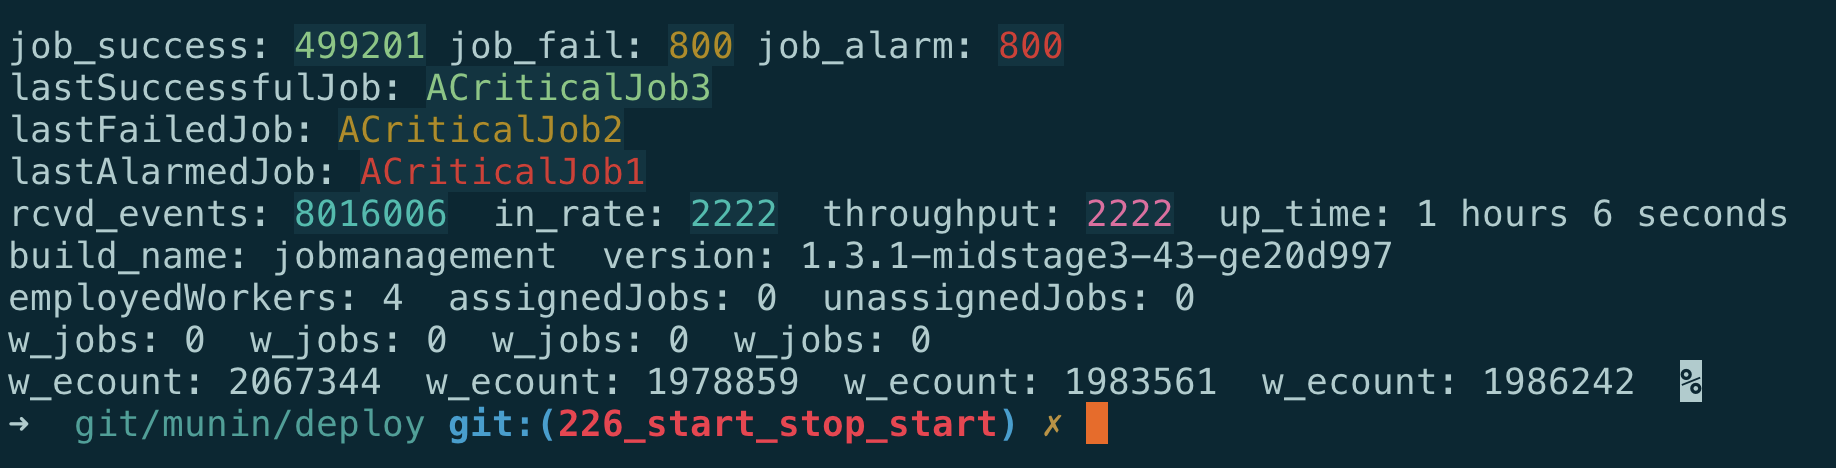 job_success: 499201 job_fail: 800 job_alarm: 800
lastSuccessfulJob: ACriticalJob3
lastFailedJob: ACriticalJob2
lastAlarmedJob: ACriticalJob1
rcvd_events: 8016006  in_rate: 2222  throughput: 2222  up_time: 1 hours 6 seconds
build_name: jobmanagement  version: 1.3.1-midstage3-43-ge20d997
employedWorkers: 4  assignedJobs: 0  unassignedJobs: 0
w_jobs: 0  w_jobs: 0  w_jobs: 0  w_jobs: 0
w_ecount: 2067344  w_ecount: 1978859  w_ecount: 1983561  w_ecount: 1986242  %
➜  git/munin/deploy git:(226_start_stop_start) ✗